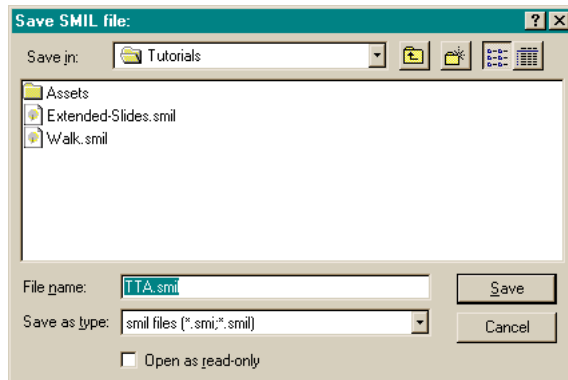 Save SMIL file:
Save in: Tutorials
Assets
Extended-Slides.smil
Walk.smil
File name: TTA.smil Save
Save as type: smil files (*.smi;*.smil) Cancel
Open as read-only